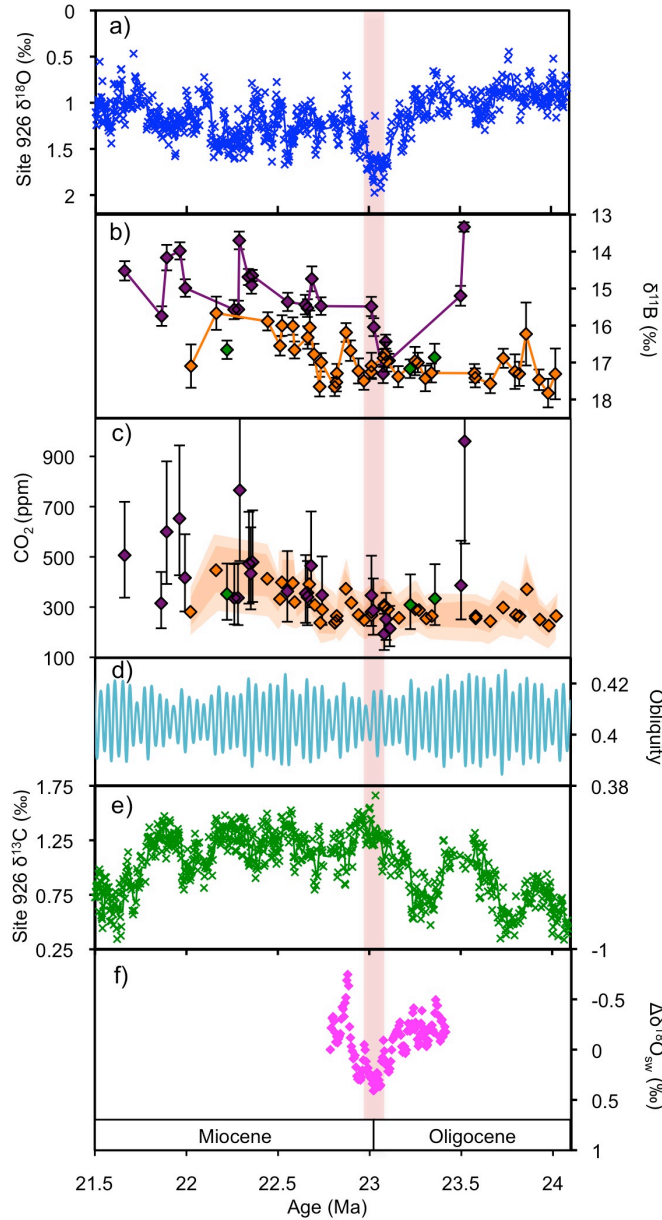 a)
0
0.5
1
1.5
2
Site 926 δ18O (‰)
b)
13
14
15
16
17
18
δ11B (‰)
c)
900
700
500
300
100
CO2 (ppm)
d)
0.42
0.4
0.38
Obliquity
e)
1.75
1.25
0.75
0.25
Site 926 δ13C (‰)
f)
-1
-0.5
0
0.5
1
Δδ18Osw (‰)
Miocene
Oligocene
21.5 22 22.5 23 23.5 24
Age (Ma)